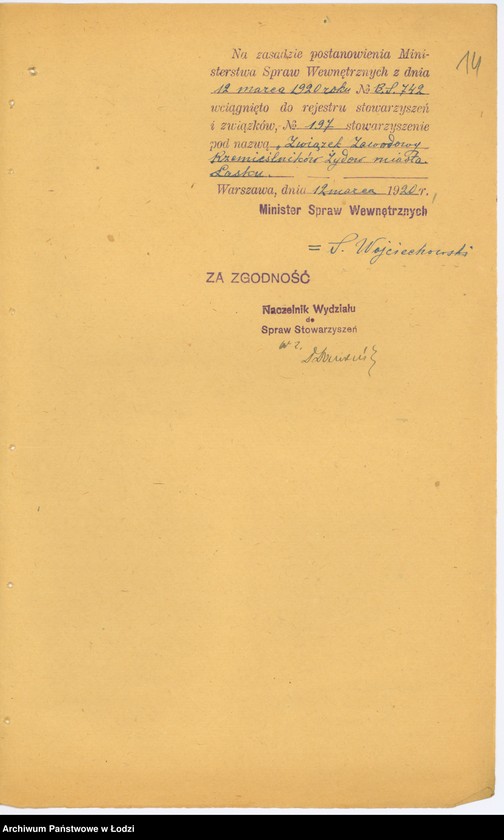 14
Na zasadzie postanowienia Mini-
sterstwa Spraw Wewnętrznych z dnia
12 marca 1920 roku № B.S. 742
wciągnięto do rejestru stowarzyszeń
i związków, № 197 stowarzyszenie
pod nazwą „Związek Zawodowy
Rzemieślników Żydów miasta
Łasku.
Warszawa, dnia 12 marca 1920 r.
Minister Spraw Wewnętrznych
= S. Wojciechowski
ZA ZGODNOŚĆ
Naczelnik Wydziału
do
Spraw Stowarzyszeń
w z.
Archiwum Państwowe w Łodzi